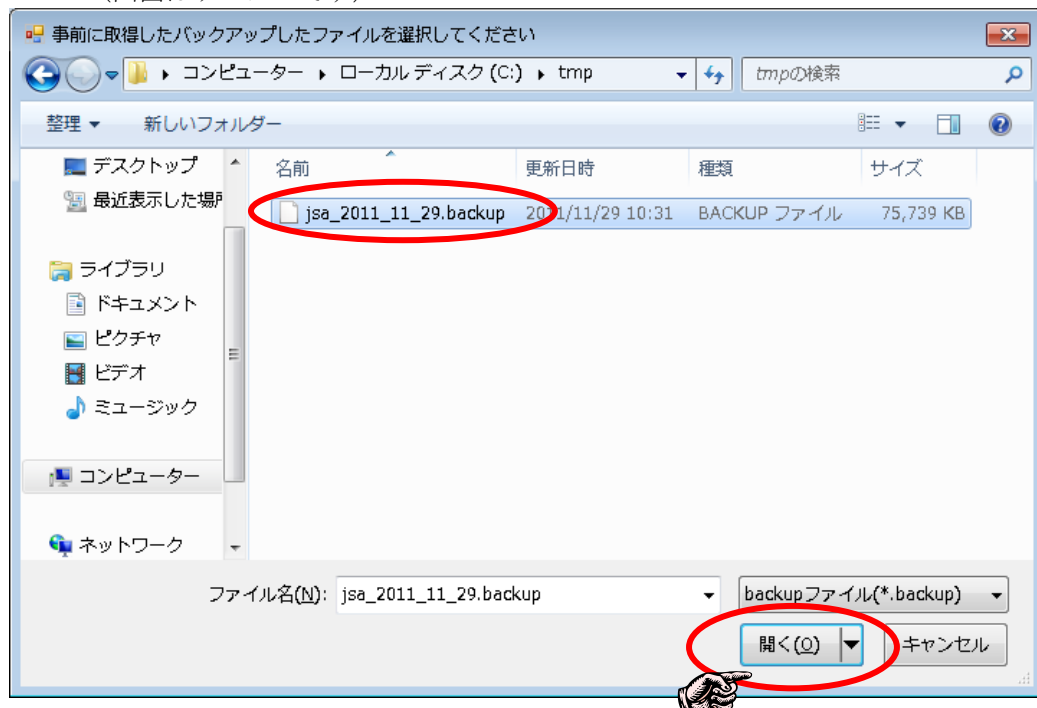 事前に取得したバックアップしたファイルを選択してください
コンピューター ▸ ローカル ディスク (C:) ▸ tmp
tmpの検索
整理 新しいフォルダー
デスクトップ
最近表示した場所
ライブラリ
ドキュメント
ピクチャ
ビデオ
ミュージック
コンピューター
ネットワーク
名前 更新日時 種類 サイズ
jsa_2011_11_29.backup 2011/11/29 10:31 BACKUP ファイル 75,739 KB
ファイル名(N): jsa_2011_11_29.backup backupファイル(*.backup)
開く(O) キャンセル